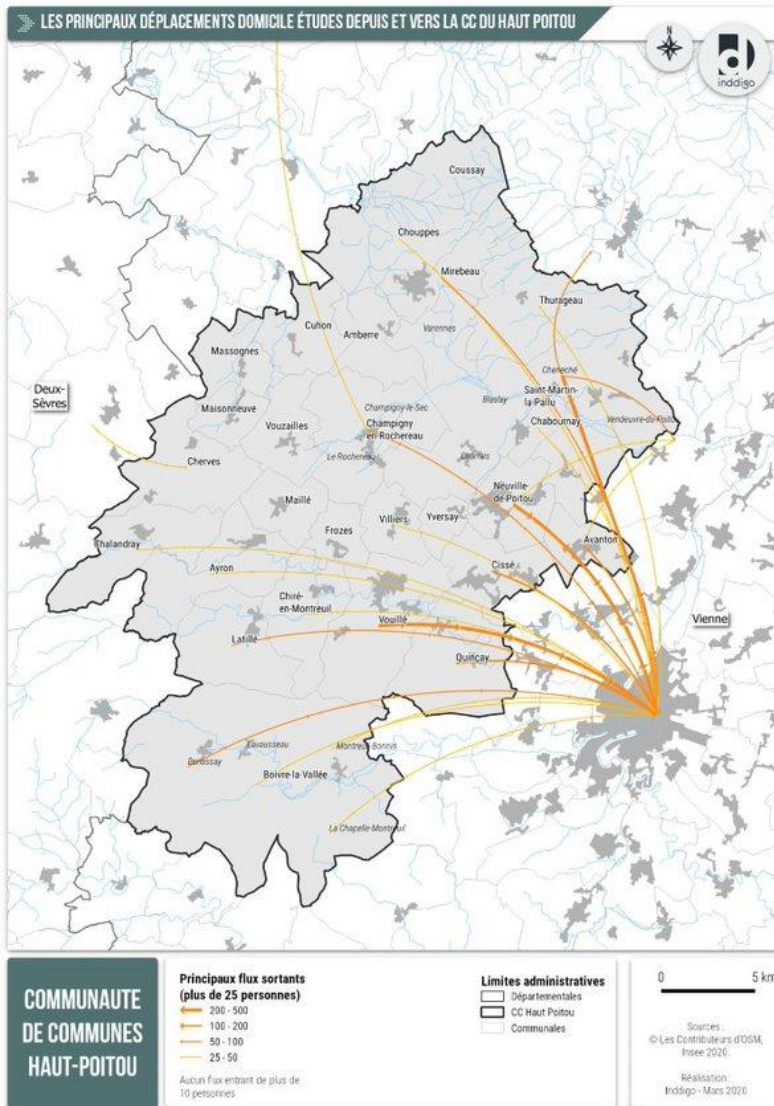 LES PRINCIPAUX DÉPLACEMENTS DOMICILE ÉTUDES DEPUIS ET VERS LA CC DU HAUT POITOU
N
inddigo
Coussay
Chouppes
Mirebeau
Thurageau
Cuhon
Amberre
Varennes
Massognes
Cheneché
Deux-
Sèvres
Saint-Martin-
la-Pallu
Blaslay
Maisonneuve
Champigny-le-Sec
Chabournay
Vendeuvre-du-Poitou
Vouzailles
Champigny
en-Rochereau
Le Rochereau
Charrais
Cherves
Neuville-
de-Poitou
Maillé
Villiers
Yversay
Frozes
Avanton
Chalandray
Cissé
Ayron
Chiré-
en-Montreuil
Vouillé
Vienne
Latillé
Quinçay
Lavausseau
Montreuil-Bonnin
Benassay
Boivre-la-Vallée
La Chapelle-Montreuil
COMMUNAUTE
DE COMMUNES
HAUT-POITOU
Principaux flux sortants
(plus de 25 personnes)
200 - 500
100 - 200
50 - 100
25 - 50
Aucun flux entrant de plus de
10 personnes
Limites administratives
Départementales
CC Haut Poitou
Communales
0 5 km
Sources :
© Les Contributeurs d'OSM,
Insee 2020.
Réalisation :
Inddigo - Mars 2020